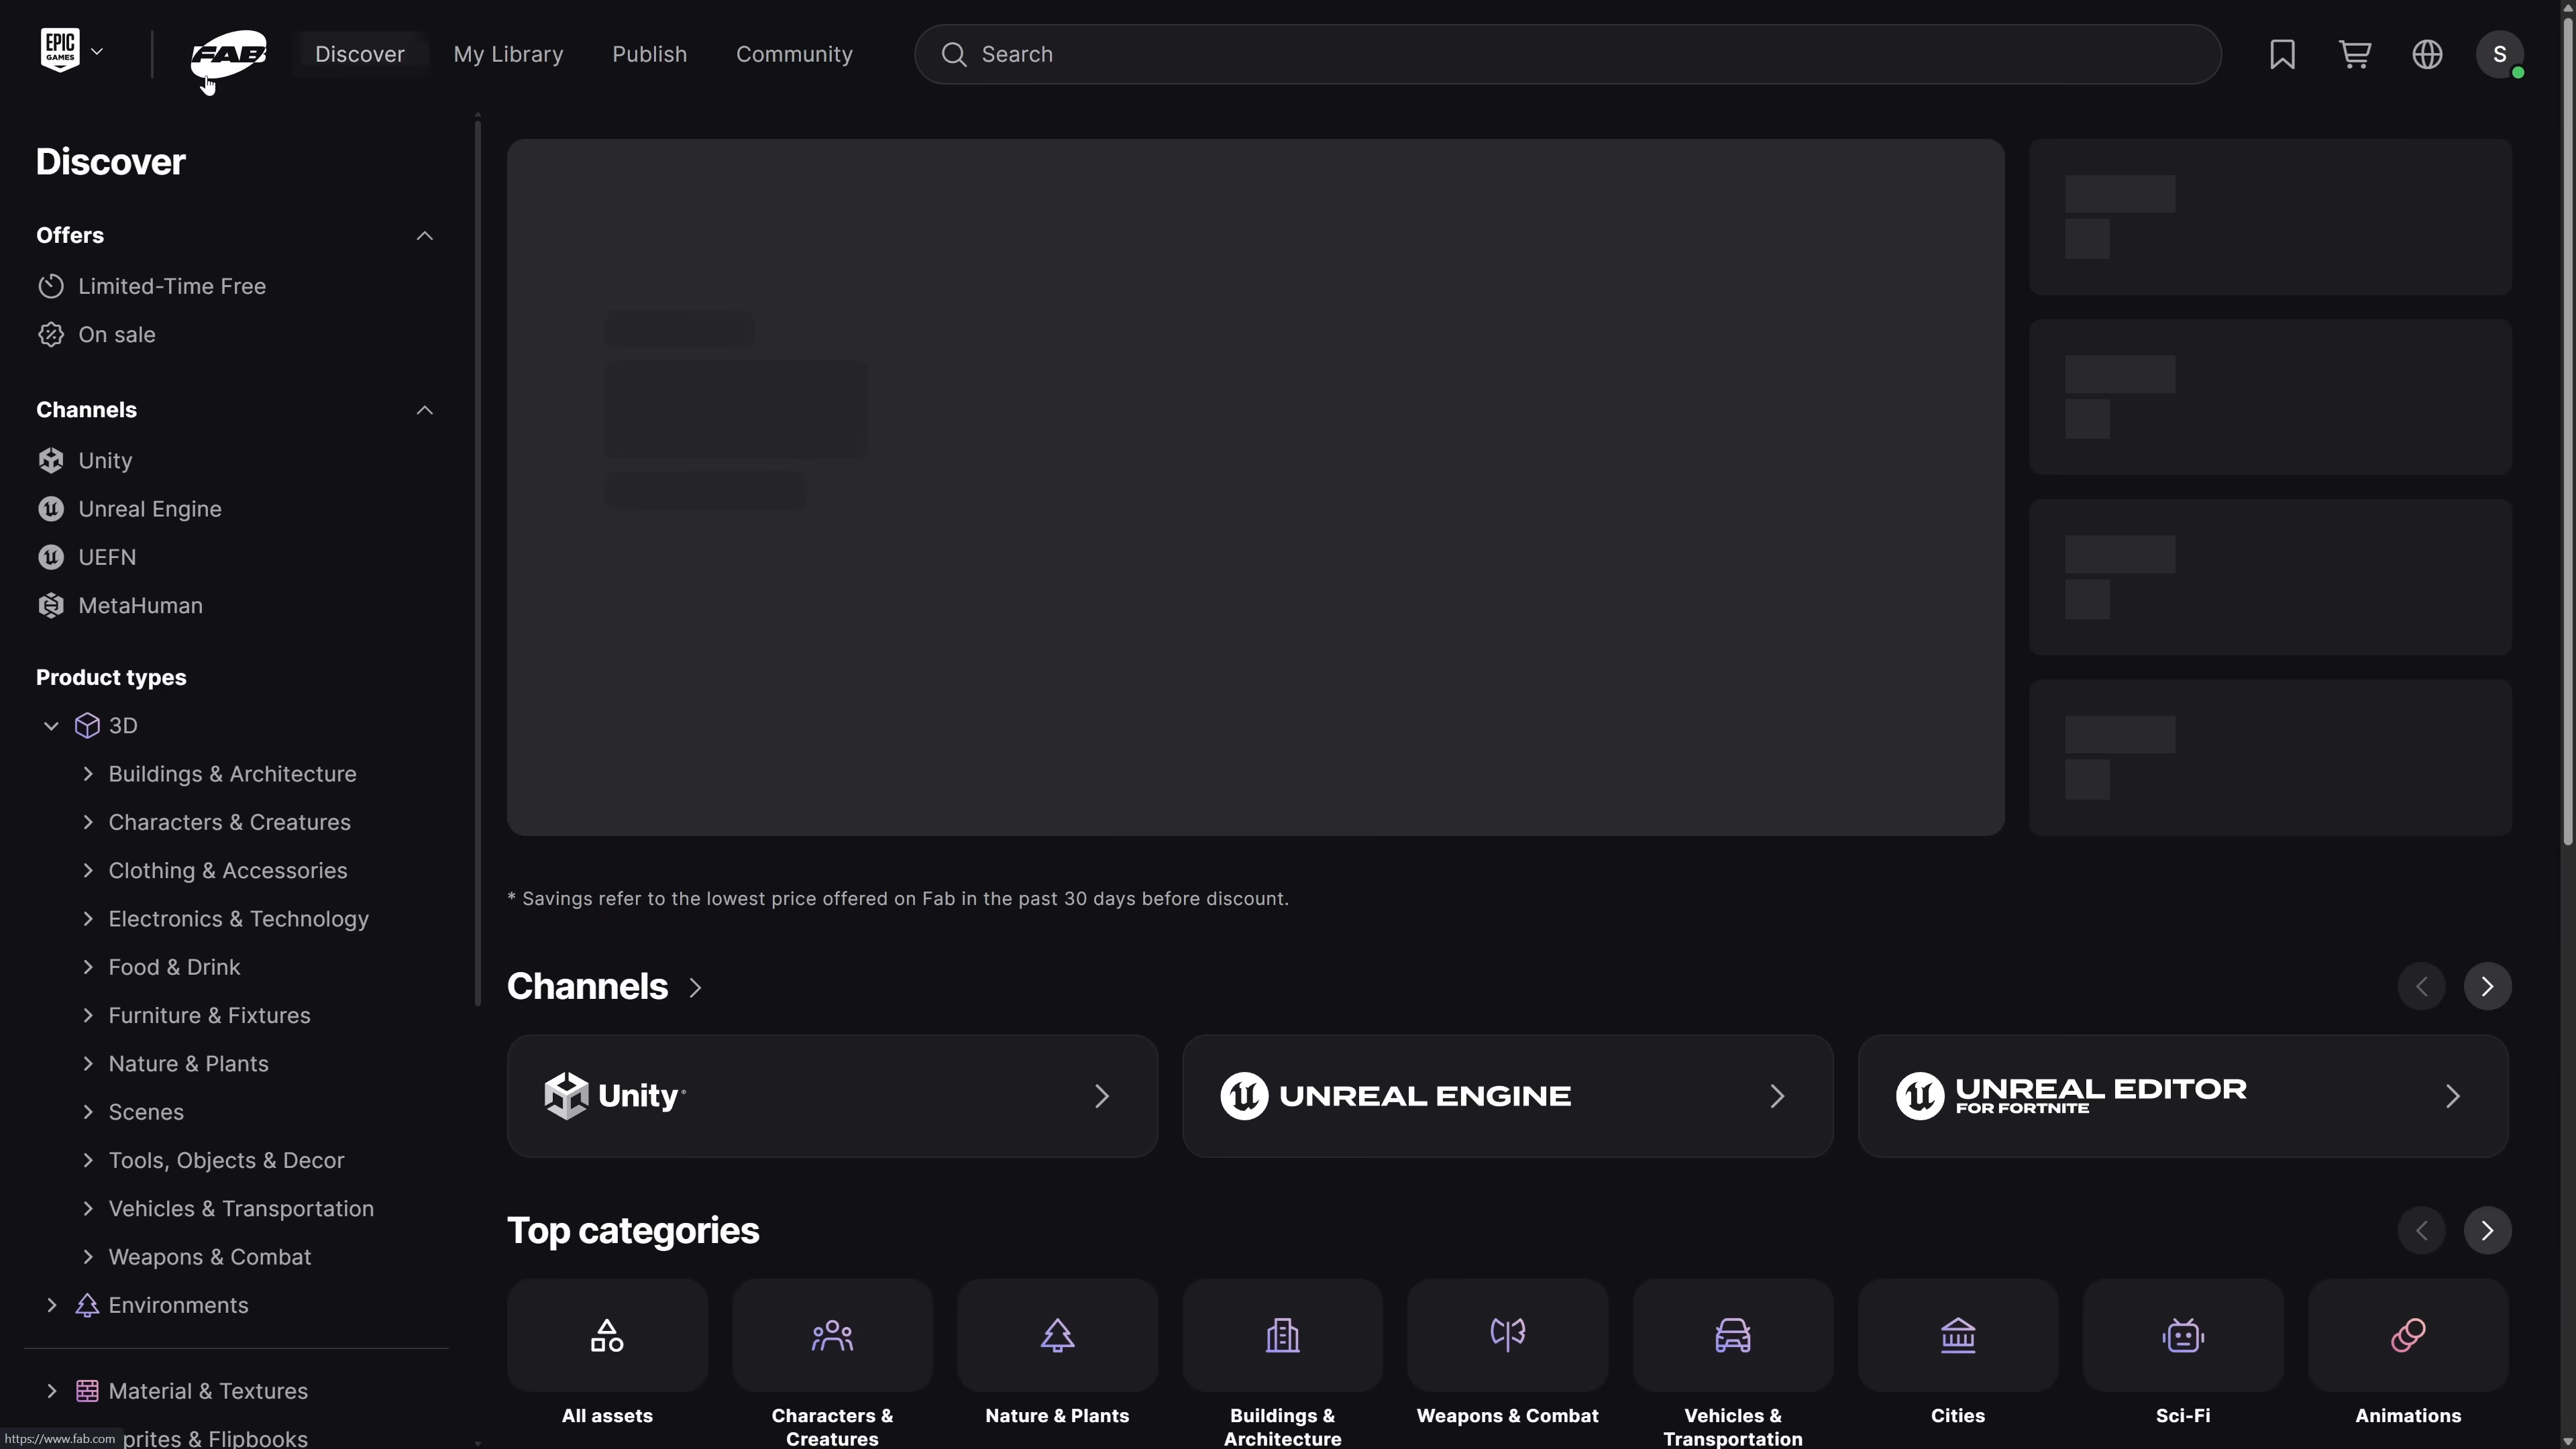 EPIC
GAMES
FAB
Discover
My Library
Publish
Community
Search
S
Discover
Offers
Limited-Time Free
On sale
Channels
Unity
Unreal Engine
UEFN
MetaHuman
Product types
3D
Buildings & Architecture
Characters & Creatures
Clothing & Accessories
Electronics & Technology
Food & Drink
Furniture & Fixtures
Nature & Plants
Scenes
Tools, Objects & Decor
Vehicles & Transportation
Weapons & Combat
Environments
Material & Textures
prites & Flipbooks
https://www.fab.com
* Savings refer to the lowest price offered on Fab in the past 30 days before discount.
Channels
Unity
UNREAL ENGINE
UNREAL EDITOR
FOR FORTNITE
Top categories
All assets
Characters &
Creatures
Nature & Plants
Buildings &
Architecture
Weapons & Combat
Vehicles &
Transportation
Cities
Sci-Fi
Animations